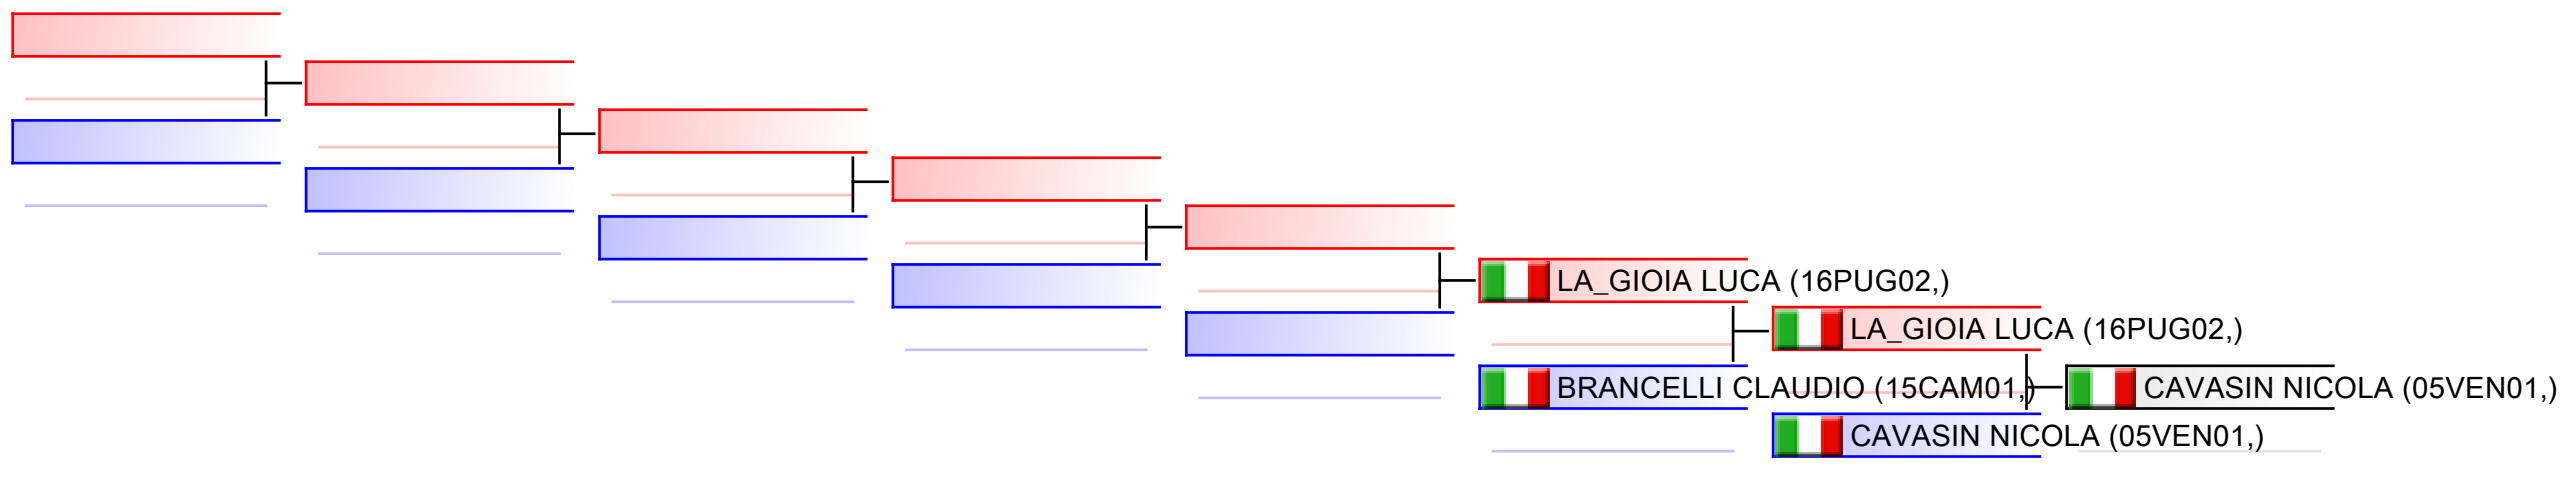 LA_GIOIA LUCA (16PUG02,)
LA_GIOIA LUCA (16PUG02,)
BRANCELLI CLAUDIO (15CAM01,)
CAVASIN NICOLA (05VEN01,)
CAVASIN NICOLA (05VEN01,)